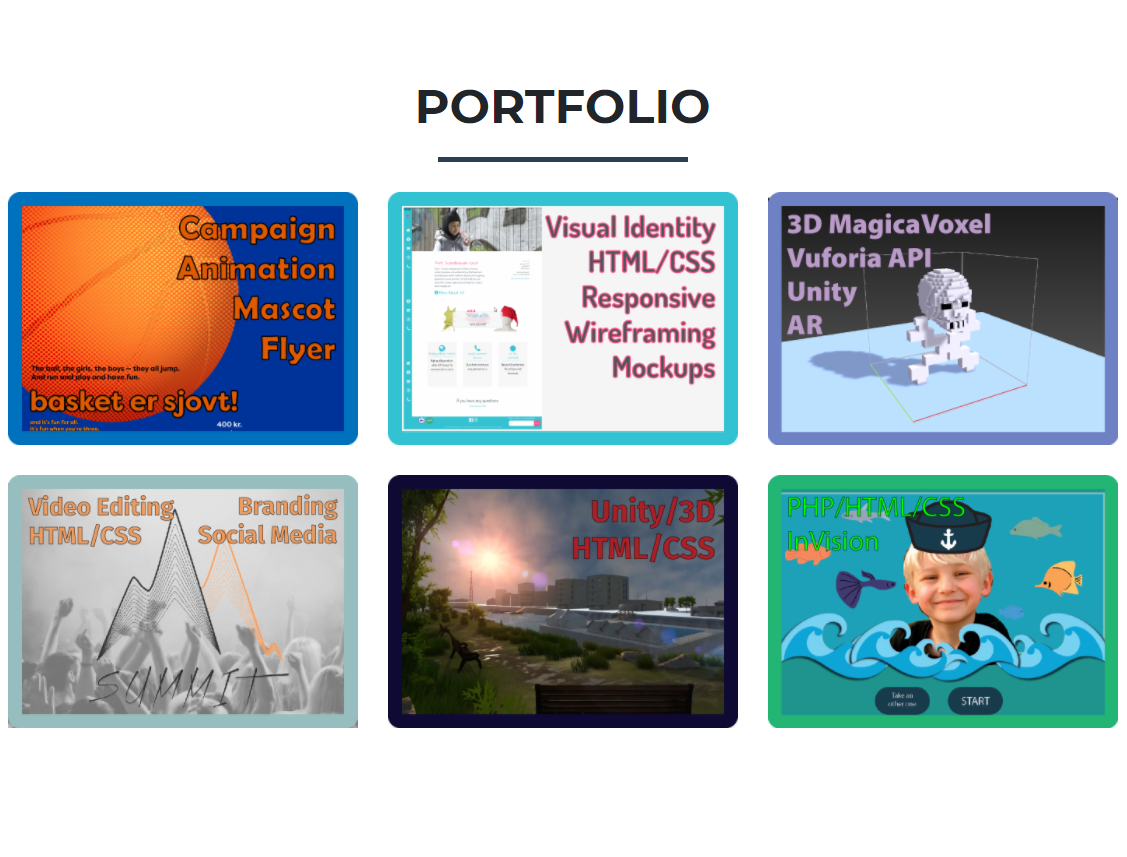 PORTFOLIO
Campaign
Animation
Mascot
Flyer
The ball, the girls, the boys – they all jump.
And run and play and have fun.
basket er sjovt!
and it's fun for all.
it's fun when you're three.
400 kr.
Visual Identity
HTML/CSS
Responsive
Wireframing
Mockups
3D MagicaVoxel
Vuforia API
Unity
AR
Video Editing
HTML/CSS
Branding
Social Media
SUMMIT
Unity/3D
HTML/CSS
PHP/HTML/CSS
InVision
Take an
other one
START